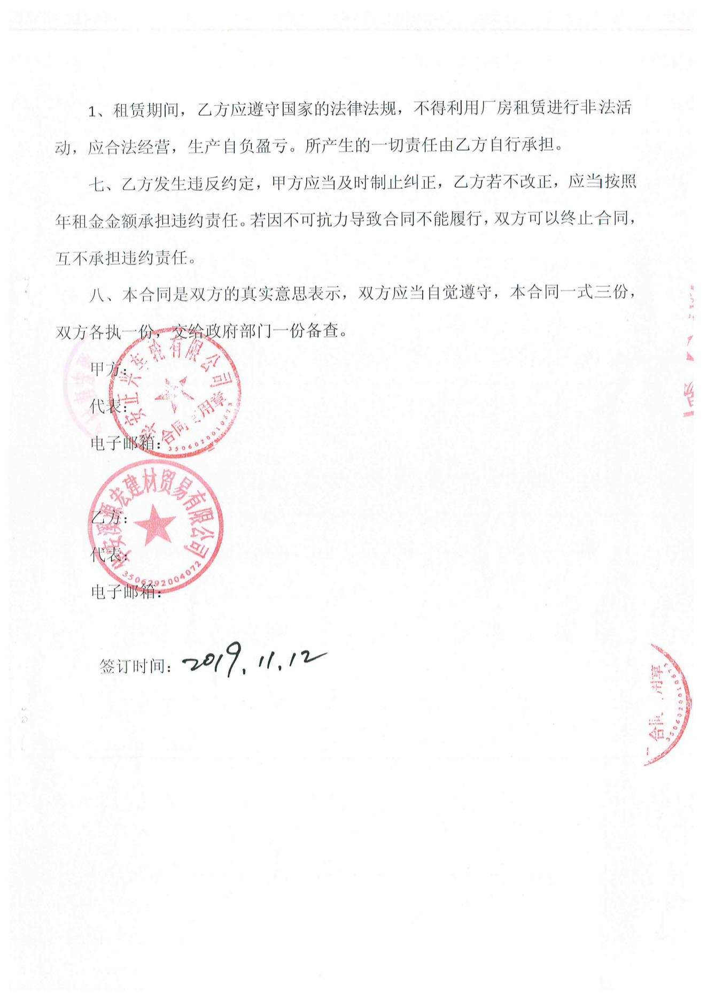 1、租赁期间，乙方应遵守国家的法律法规，不得利用厂房租赁进行非法活
动，应合法经营，生产自负盈亏。所产生的一切责任由乙方自行承担。
七、乙方发生违反约定，甲方应当及时制止纠正，乙方若不改正，应当按照
年租金金额承担违约责任。若因不可抗力导致合同不能履行，双方可以终止合同，
互不承担违约责任。
八、本合同是双方的真实意思表示，双方应当自觉遵守，本合同一式三份，
双方各执一份，交给政府部门一份备查。
甲方：
安正兴车轮有限公司
合同专用章
代表：
电子邮箱：
源宏建材贸易有限公司
乙方：
代表：
3506292004072
电子邮箱：
签订时间：2019.11.12
合同 用章